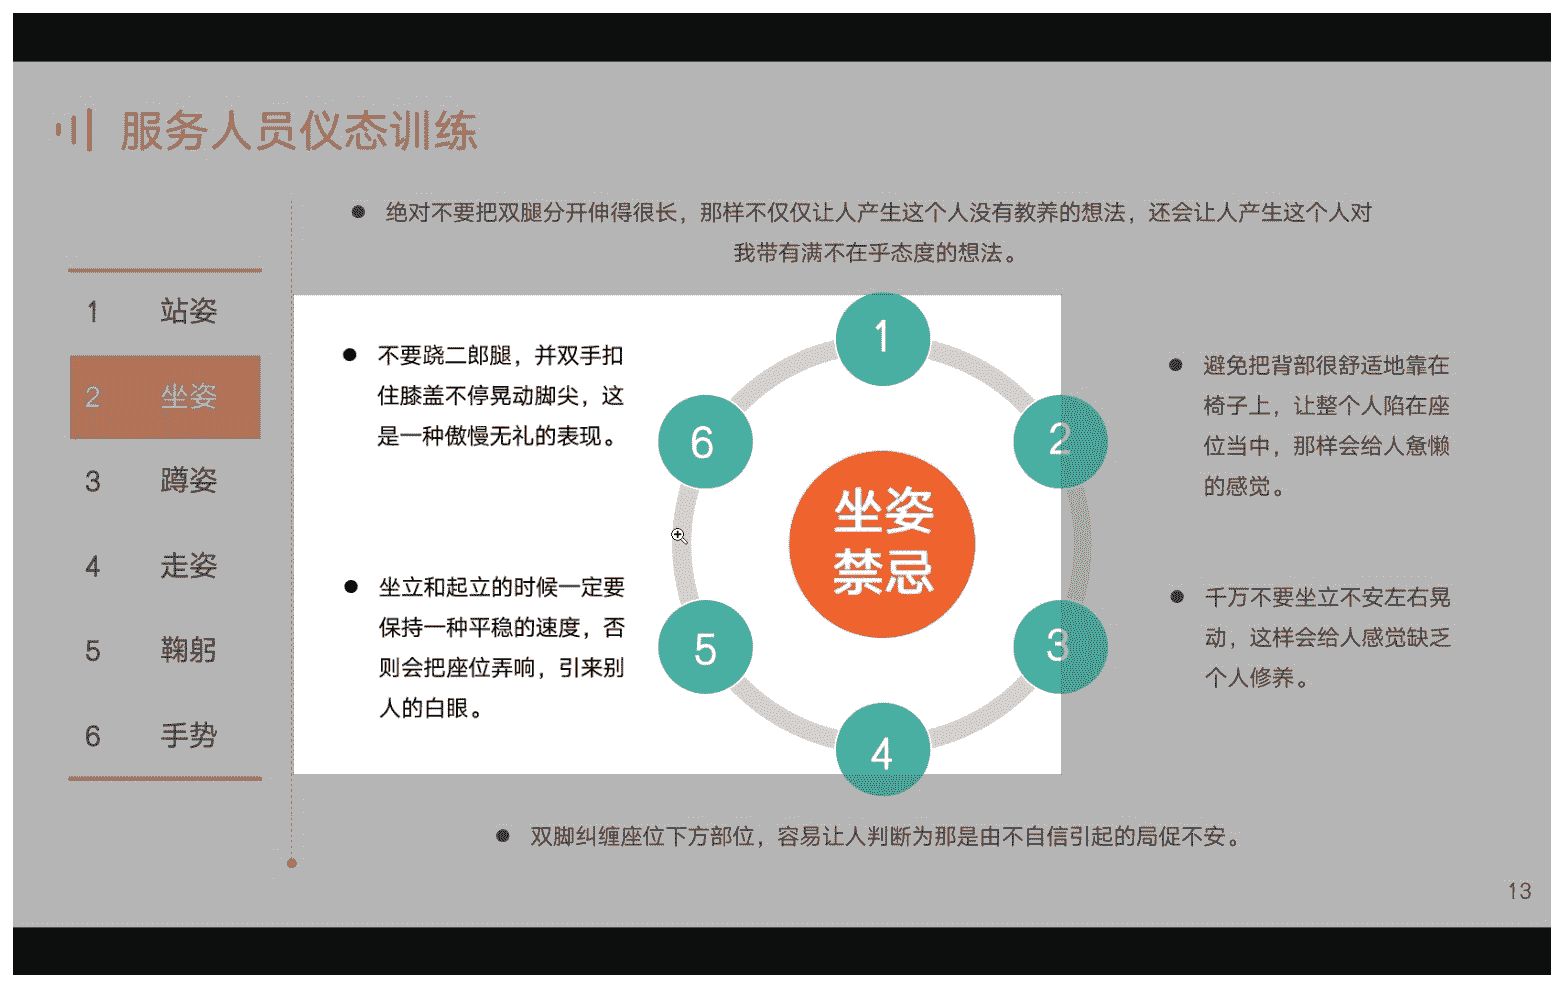 服务人员仪态训练
● 绝对不要把双腿分开伸得很长，那样不仅仅让人产生这个人没有教养的想法，还会让人产生这个人对
我带有满不在乎态度的想法。
1 站姿
2 坐姿
3 蹲姿
4 走姿
5 鞠躬
6 手势
● 不要跷二郎腿，并双手扣
住膝盖不停晃动脚尖，这
是一种傲慢无礼的表现。
● 坐立和起立的时候一定要
保持一种平稳的速度，否
则会把座位弄响，引来别
人的白眼。
1
2
3
4
5
6
坐姿
禁忌
● 避免把背部很舒适地靠在
椅子上，让整个人陷在座
位当中，那样会给人惫懒
的感觉。
● 千万不要坐立不安左右晃
动，这样会给人感觉缺乏
个人修养。
● 双脚纠缠座位下方部位，容易让人判断为那是由不自信引起的局促不安。
13